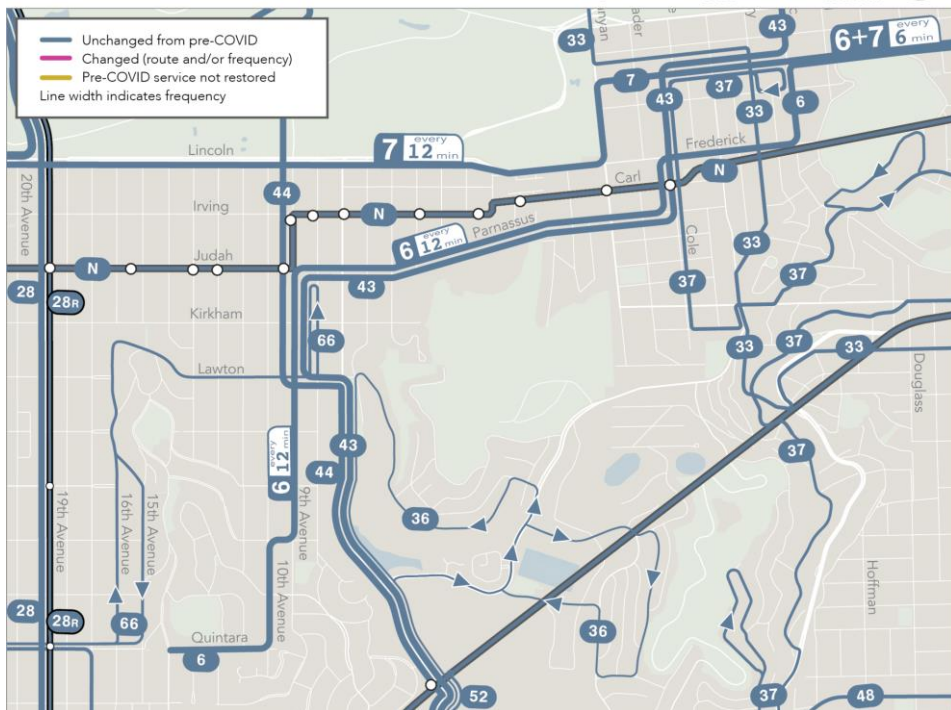 Unchanged from pre-COVID
Changed (route and/or frequency)
Pre-COVID service not restored
Line width indicates frequency
33
43
6+7 every 6 min
7
43
37
33
6
Lincoln
7 every 12 min
Frederick
N
Carl
20th Avenue
44
Irving
N
Parnassus
6 every 12 min
Cole
33
Judah
N
43
37
37
28
28R
Kirkham
66
33
37
33
Lawton
Douglass
43
44
6 every 12 min
9th Avenue
37
19th Avenue
16th Avenue
15th Avenue
36
10th Avenue
Hoffman
28
28R
66
36
Quintara
6
52
37
48